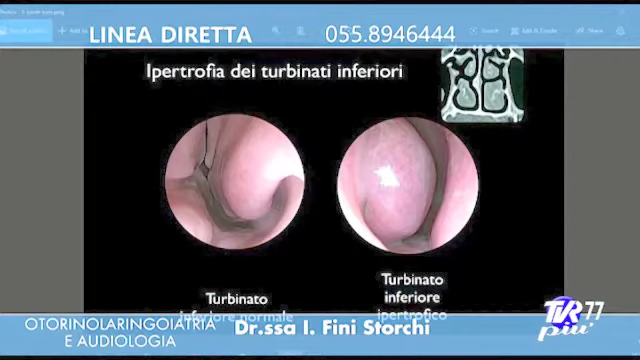 LINEA DIRETTA
055.8946444
Ipertrofia dei turbinati inferiori
Turbinato
inferiore normale
Turbinato
inferiore
ipertrofico
OTORINOLARINGOIATRIA
E AUDIOLOGIA
Dr.ssa I. Fini Storchi
TVR 77
più'